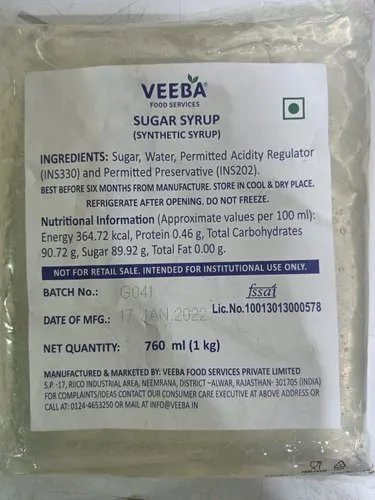 VEEBA
FOOD SERVICES
SUGAR SYRUP
(SYNTHETIC SYRUP)
INGREDIENTS: Sugar, Water, Permitted Acidity Regulator
(INS330) and Permitted Preservative (INS202).
BEST BEFORE SIX MONTHS FROM MANUFACTURE. STORE IN COOL & DRY PLACE.
REFRIGERATE AFTER OPENING. DO NOT FREEZE.
Nutritional Information (Approximate values per 100 ml):
Energy 364.72 kcal, Protein 0.46 g, Total Carbohydrates
90.72 g, Sugar 89.92 g, Total Fat 0.00 g.
NOT FOR RETAIL SALE. INTENDED FOR INSTITUTIONAL USE ONLY.
BATCH No.: G041
fssai
DATE OF MFG.: 17 JAN 2022 Lic.No.10013013000578
NET QUANTITY: 760 ml (1 kg)
MANUFACTURED & MARKETED BY: VEEBA FOOD SERVICES PRIVATE LIMITED
S.P. -17, RIICO INDUSTRIAL AREA, NEEMRANA, DISTRICT –ALWAR, RAJASTHAN- 301705 (INDIA)
FOR COMPLAINTS/IDEAS CONTACT OUR CONSUMER CARE EXECUTIVE AT ABOVE ADDRESS OR
CALL AT: 0124-4653250 OR MAIL AT INFO@VEEBA.IN